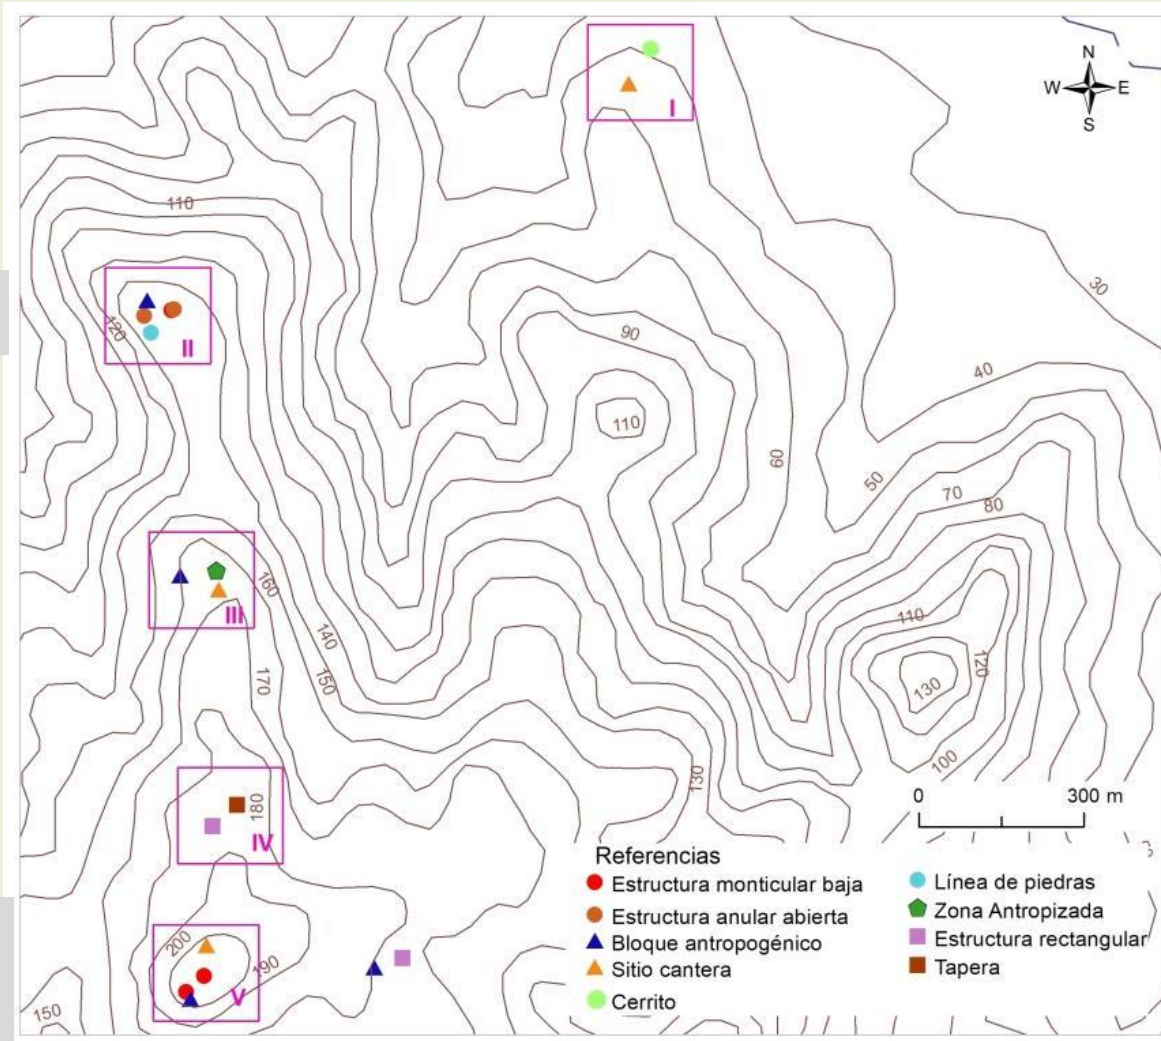 N
W E
S
I
110
120
II
30
90
40
110
60
50
70
80
160
III
110
140
120
170
150
130
100
130
0 300 m
180
IV
200
190
V
150
Referencias
Estructura monticular baja
Estructura anular abierta
Bloque antropogénico
Sitio cantera
Cerrito
Línea de piedras
Zona Antropizada
Estructura rectangular
Tapera